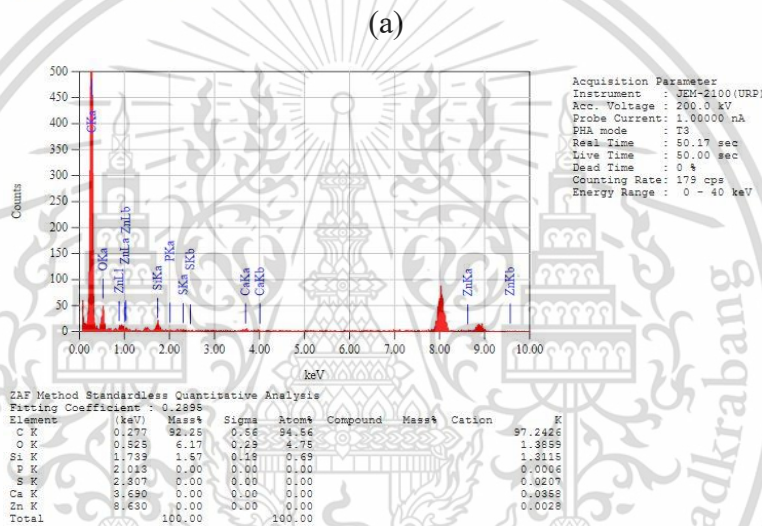 (a)
500
450
400
350
300
250
200
150
100
50
0
Counts
CKa
OKa
ZnLl
ZnLa ZnLb
SiKa
PKa
SKa
SKb
CaKa
CaKb
ZnKa
ZnKb
0.00 1.00 2.00 3.00 4.00 5.00 6.00 7.00 8.00 9.00 10.00
keV
Acquisition Parameter
Instrument : JEM-2100(URP)
Acc. Voltage : 200.0 kV
Probe Current: 1.00000 nA
PHA mode : T3
Real Time : 50.17 sec
Live Time : 50.00 sec
Dead Time : 0 %
Counting Rate: 179 cps
Energy Range : 0 - 40 keV
ZAF Method Standardless Quantitative Analysis
Fitting Coefficient : 0.2895
Element (keV) Mass% Sigma Atom% Compound Mass% Cation K
C K 0.277 92.25 0.56 94.56 97.2426
O K 0.525 6.17 0.29 4.75 1.3859
Si K 1.739 1.57 0.18 0.69 1.3115
P K 2.013 0.00 0.00 0.00 0.0006
S K 2.307 0.00 0.00 0.00 0.0207
Ca K 3.690 0.00 0.00 0.00 0.0358
Zn K 8.630 0.00 0.00 0.00 0.0028
Total 100.00 100.00